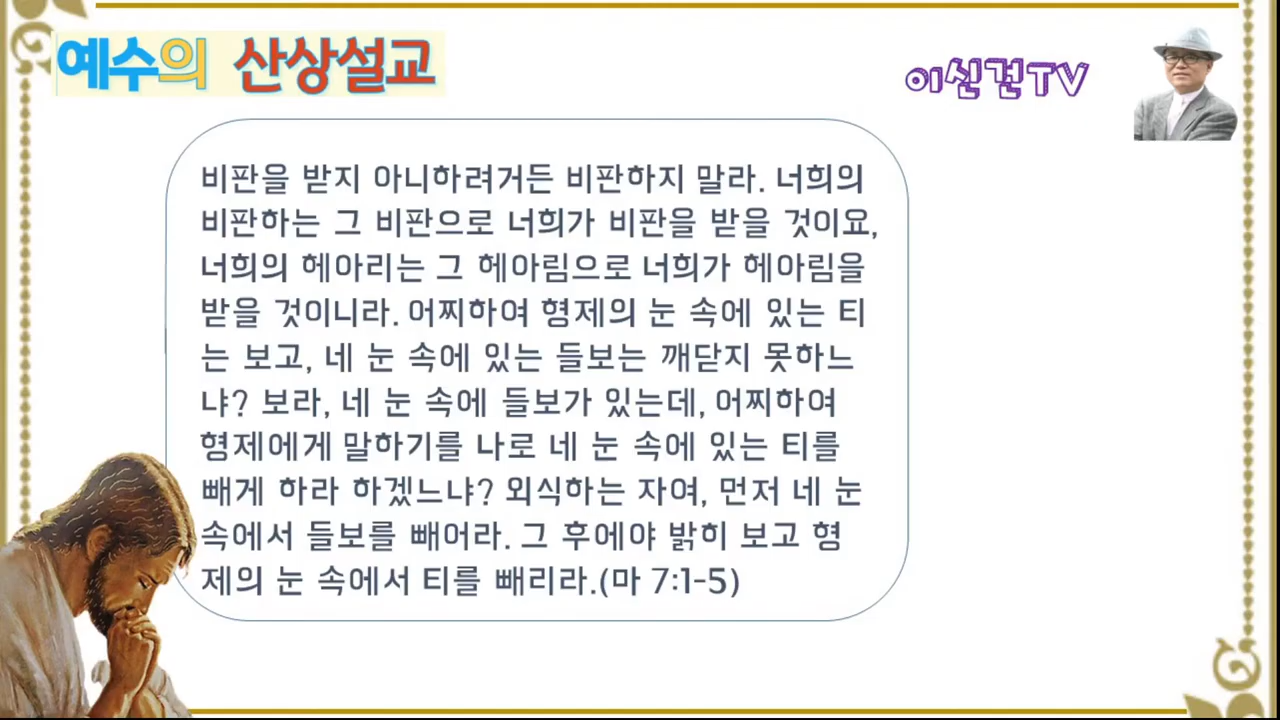 예수의 산상설교
이신건TV
비판을 받지 아니하려거든 비판하지 말라. 너희의
비판하는 그 비판으로 너희가 비판을 받을 것이요,
너희의 헤아리는 그 헤아림으로 너희가 헤아림을
받을 것이니라. 어찌하여 형제의 눈 속에 있는 티
는 보고, 네 눈 속에 있는 들보는 깨닫지 못하느
냐? 보라, 네 눈 속에 들보가 있는데, 어찌하여
형제에게 말하기를 나로 네 눈 속에 있는 티를
빼게 하라 하겠느냐? 외식하는 자여, 먼저 네 눈
속에서 들보를 빼어라. 그 후에야 밝히 보고 형
제의 눈 속에서 티를 빼리라.(마 7:1-5)